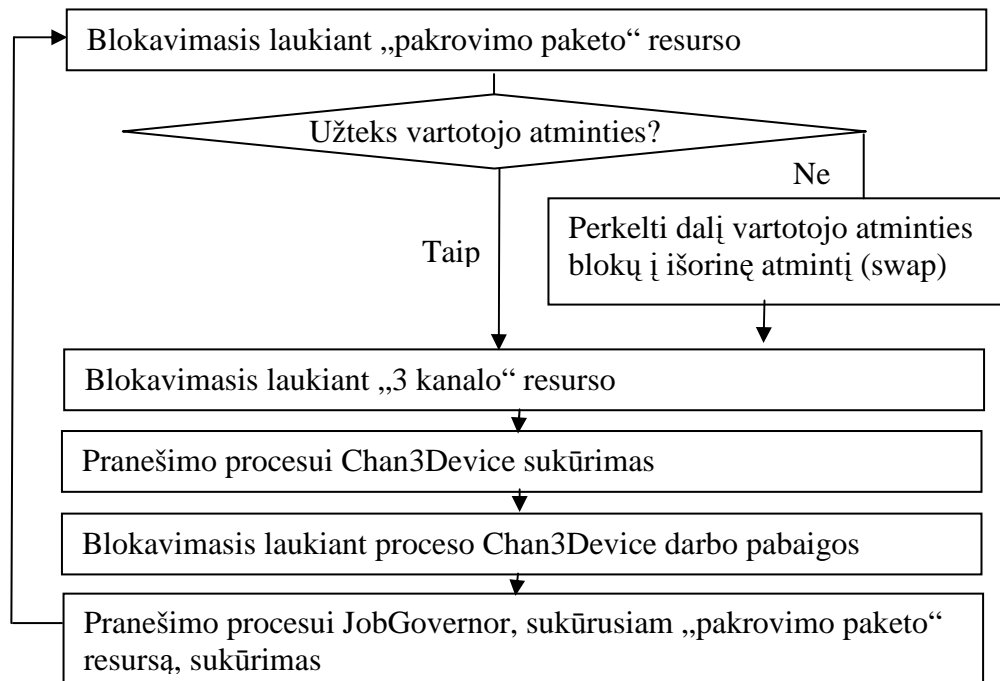 Blokavimasis laukiant „pakrovimo paketo“ resurso
Užteks vartotojo atminties?
Ne
Taip
Perkelti dalį vartotojo atminties
blokų į išorinę atmintį (swap)
Blokavimasis laukiant „3 kanalo“ resurso
Pranešimo procesui Chan3Device sukūrimas
Blokavimasis laukiant proceso Chan3Device darbo pabaigos
Pranešimo procesui JobGovernor, sukūrusiam „pakrovimo paketo“
resursą, sukūrimas